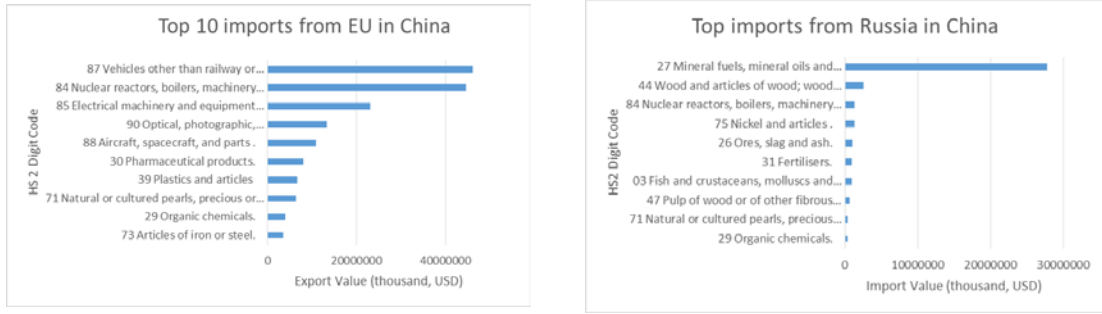 Top 10 imports from EU in China
HS 2 Digit Code
87 Vehicles other than railway or...
84 Nuclear reactors, boilers, machinery...
85 Electrical machinery and equipment...
90 Optical, photographic,...
88 Aircraft, spacecraft, and parts .
30 Pharmaceutical products.
39 Plastics and articles
71 Natural or cultured pearls, precious or...
29 Organic chemicals.
73 Articles of iron or steel.
0 20000000 40000000
Export Value (thousand, USD)
Top imports from Russia in China
HS2 Digit Code
27 Mineral fuels, mineral oils and...
44 Wood and articles of wood; wood...
84 Nuclear reactors, boilers, machinery...
75 Nickel and articles .
26 Ores, slag and ash.
31 Fertilisers.
03 Fish and crustaceans, molluscs and...
47 Pulp of wood or of other fibrous...
71 Natural or cultured pearls, precious...
29 Organic chemicals.
0 10000000 20000000 30000000
Import Value (thousand, USD)